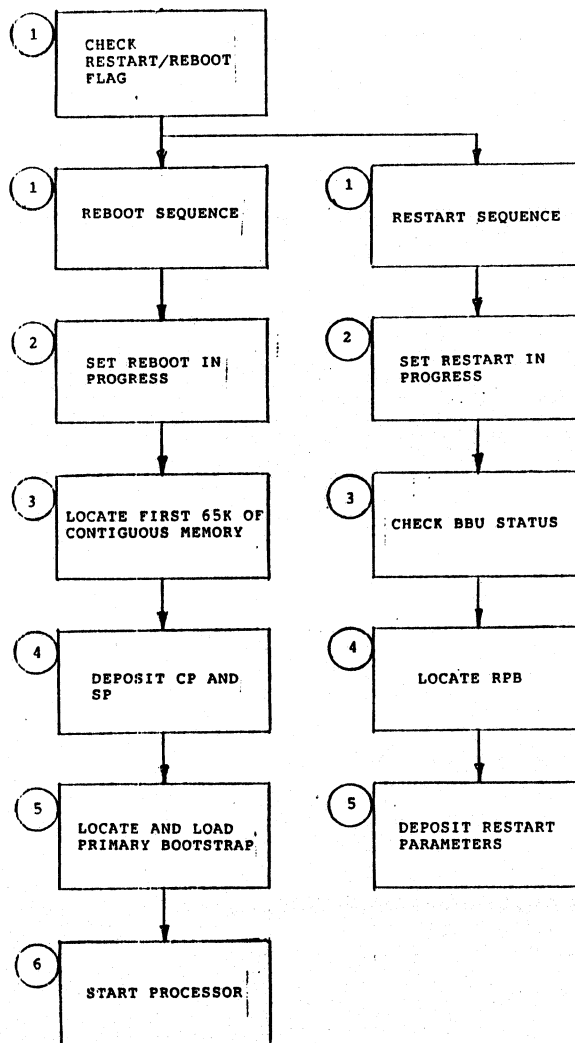 1
CHECK
RESTART/REBOOT
FLAG
1
REBOOT SEQUENCE
2
SET REBOOT IN
PROGRESS
3
LOCATE FIRST 65K OF
CONTIGUOUS MEMORY
4
DEPOSIT CP AND
SP
5
LOCATE AND LOAD
PRIMARY BOOTSTRAP
6
START PROCESSOR
1
RESTART SEQUENCE
2
SET RESTART IN
PROGRESS
3
CHECK BBU STATUS
4
LOCATE RPB
5
DEPOSIT RESTART
PARAMETERS